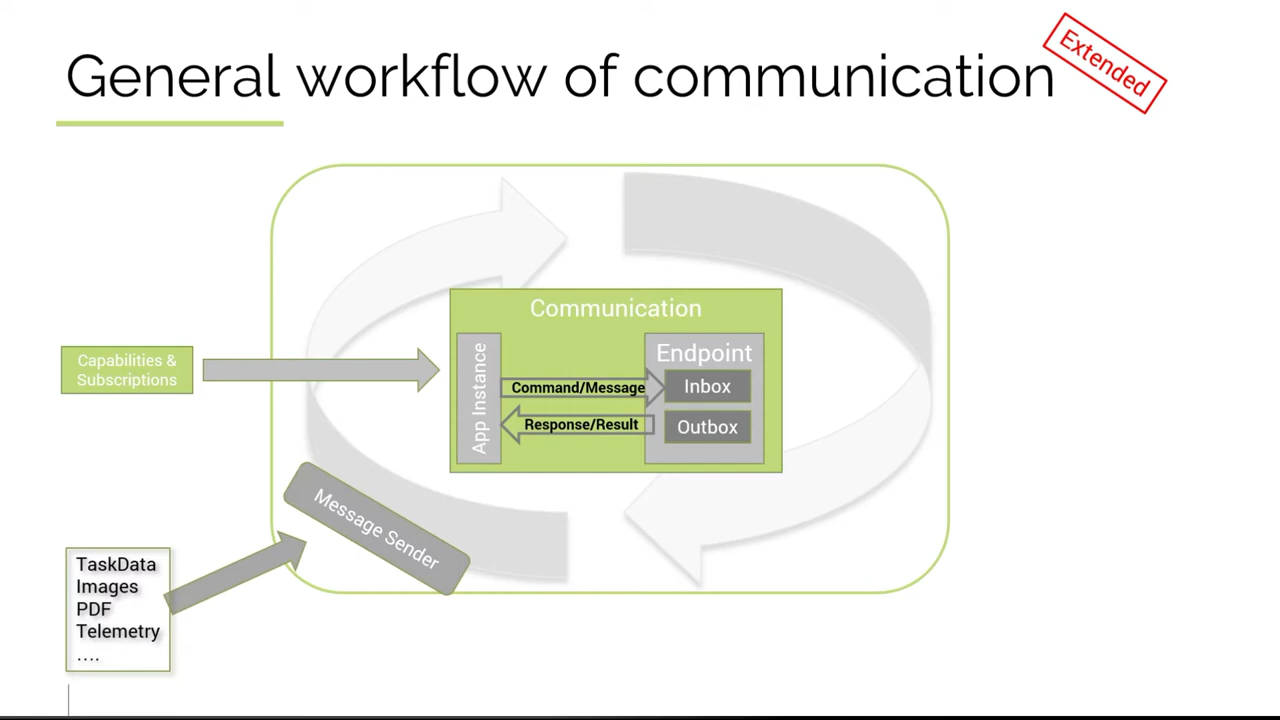 General workflow of communication
Extended
Communication
Capabilities &
Subscriptions
App Instance
Endpoint
Command/Message
Inbox
Response/Result
Outbox
Message Sender
TaskData
Images
PDF
Telemetry
....